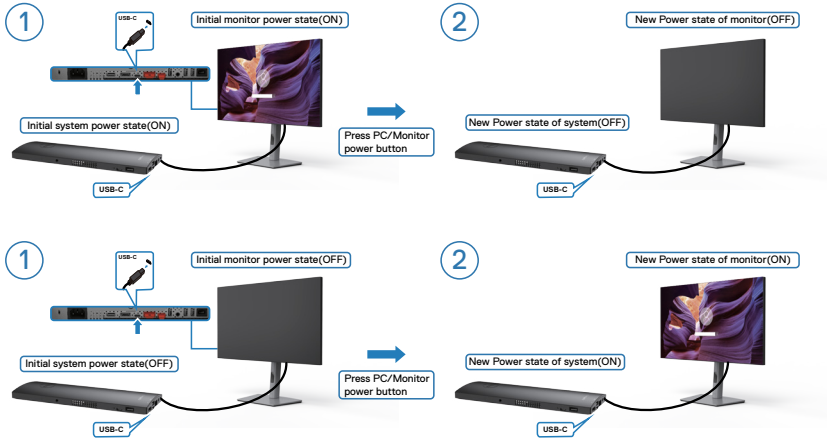 1
USB-C
Initial monitor power state(ON)
Initial system power state(ON)
USB-C
Press PC/Monitor
power button
2
New Power state of monitor(OFF)
New Power state of system(OFF)
USB-C
1
USB-C
Initial monitor power state(OFF)
Initial system power state(OFF)
USB-C
Press PC/Monitor
power button
2
New Power state of monitor(ON)
New Power state of system(ON)
USB-C